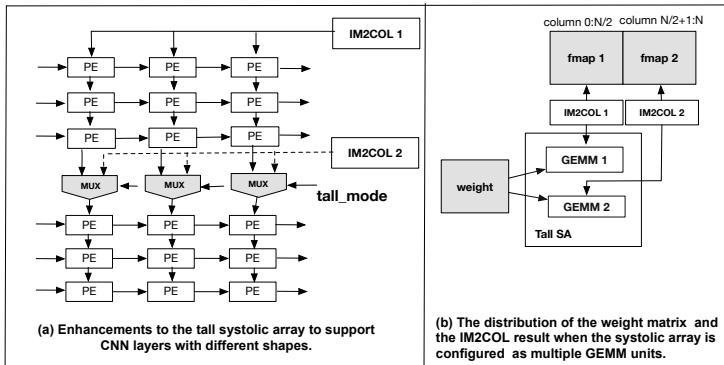 IM2COL 1
PE PE PE
PE PE PE
PE PE PE
IM2COL 2
MUX MUX MUX
tall_mode
PE PE PE
PE PE PE
PE PE PE
(a) Enhancements to the tall systolic array to support
CNN layers with different shapes.
column 0:N/2 column N/2+1:N
fmap 1 fmap 2
IM2COL 1 IM2COL 2
GEMM 1
weight
GEMM 2
Tall SA
(b) The distribution of the weight matrix and
the IM2COL result when the systolic array is
configured as multiple GEMM units.